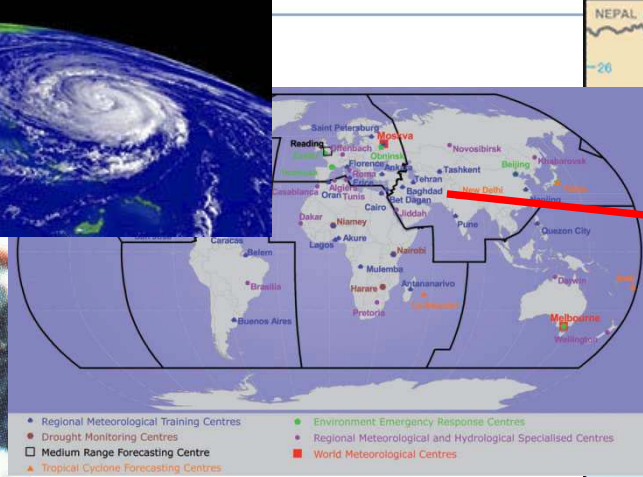 NEPAL
26
Saint Petersburg
Moskva
Reading
Offenbach
Obninsk
Novosibirsk
Khabarovsk
Beijing
Tashkent
Florence
Roma
Erice
Ankara
Tehran
Casablanca
Algiers
Oran
Tunis
Baghdad
New Delhi
Bet Dagan
Cairo
Jiddah
Nanjing
Dakar
Niamey
Pune
Quezon City
Caracas
Lagos
Akure
Nairobi
Belem
Mulemba
Brasilia
Harare
Antananarivo
Darwin
Pretoria
Buenos Aires
Melbourne
Wellington
Regional Meteorological Training Centres
Drought Monitoring Centres
Medium Range Forecasting Centre
Tropical Cyclone Forecasting Centres
Environment Emergency Response Centres
Regional Meteorological and Hydrological Specialised Centres
World Meteorological Centres